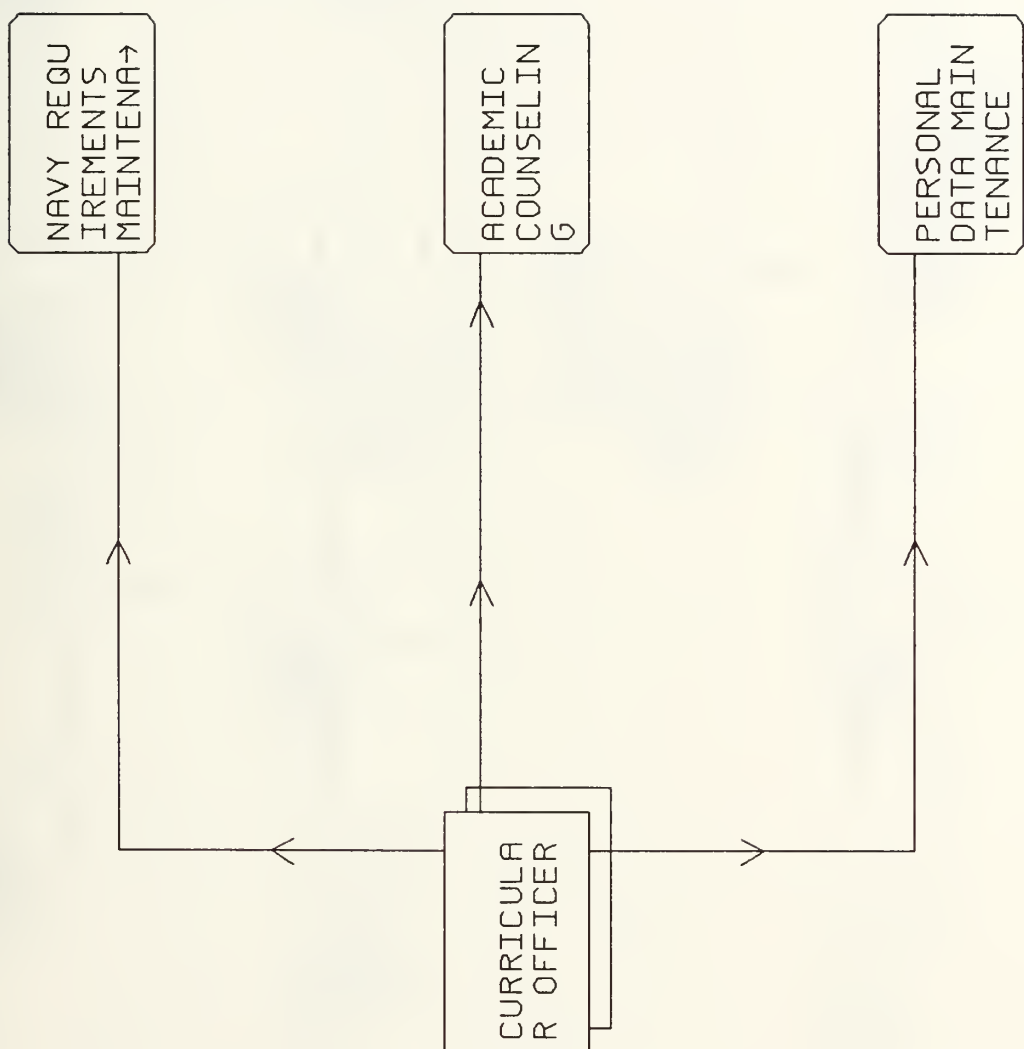 NAVY REQU
IREMENTS
MAINTENA→
ACADEMIC
COUNSELIN
G
PERSONAL
DATA MAIN
TENANCE
CURRICULA
R OFFICER